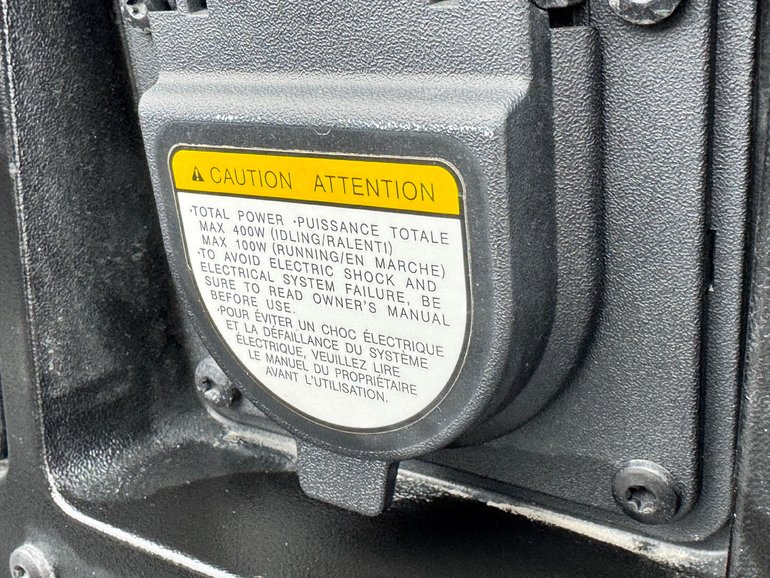 ⚠ CAUTION ATTENTION
·TOTAL POWER ·PUISSANCE TOTALE
MAX 400W (IDLING/RALENTI)
MAX 100W (RUNNING/EN MARCHE)
·TO AVOID ELECTRIC SHOCK AND
ELECTRICAL SYSTEM FAILURE, BE
SURE TO READ OWNER'S MANUAL
BEFORE USE.
·POUR ÉVITER UN CHOC ÉLECTRIQUE
ET LA DÉFAILLANCE DU SYSTÈME
ÉLECTRIQUE, VEUILLEZ LIRE
LE MANUEL DU PROPRIÉTAIRE
AVANT L'UTILISATION.